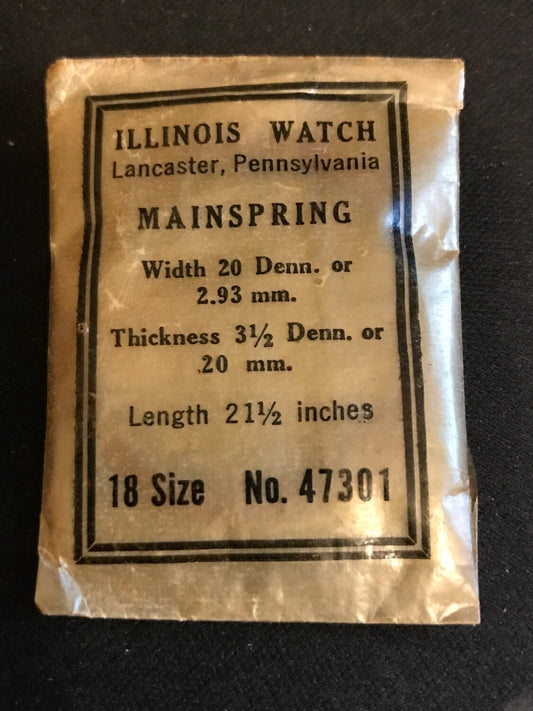 ILLINOIS WATCH
Lancaster, Pennsylvania
MAINSPRING
Width 20 Denn. or
2.93 mm.
Thickness 3½ Denn. or
.20 mm.
Length 21½ inches
18 Size No. 47301